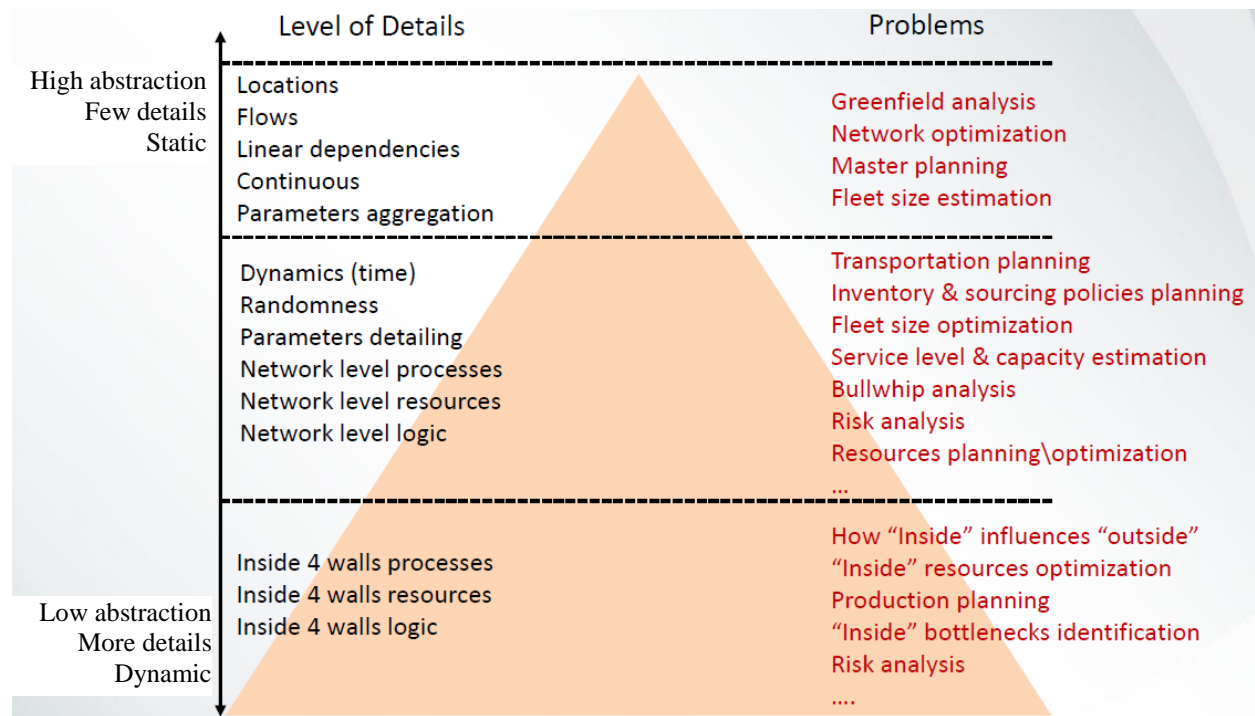 Level of Details
Problems
High abstraction
Few details
Static
Locations
Flows
Linear dependencies
Continuous
Parameters aggregation
Greenfield analysis
Network optimization
Master planning
Fleet size estimation
Dynamics (time)
Randomness
Parameters detailing
Network level processes
Network level resources
Network level logic
Transportation planning
Inventory & sourcing policies planning
Fleet size optimization
Service level & capacity estimation
Bullwhip analysis
Risk analysis
Resources planning\optimization
...
Low abstraction
More details
Dynamic
Inside 4 walls processes
Inside 4 walls resources
Inside 4 walls logic
How “Inside” influences “outside”
“Inside” resources optimization
Production planning
“Inside” bottlenecks identification
Risk analysis
....